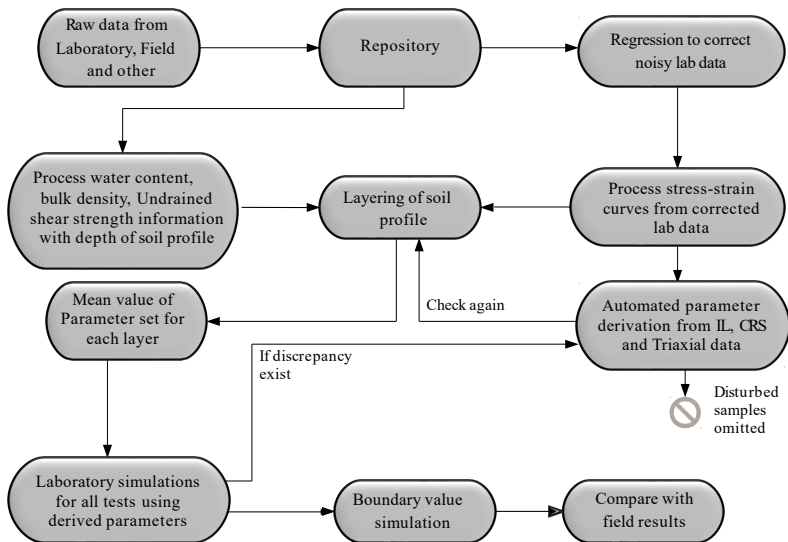 Raw data from
Laboratory, Field
and other
Repository
Regression to correct
noisy lab data
Process water content,
bulk density, Undrained
shear strength information
with depth of soil profile
Layering of soil
profile
Process stress-strain
curves from corrected
lab data
Mean value of
Parameter set for
each layer
Check again
Automated parameter
derivation from IL, CRS
and Triaxial data
If discrepancy
exist
Disturbed
samples
omitted
Laboratory simulations
for all tests using
derived parameters
Boundary value
simulation
Compare with
field results